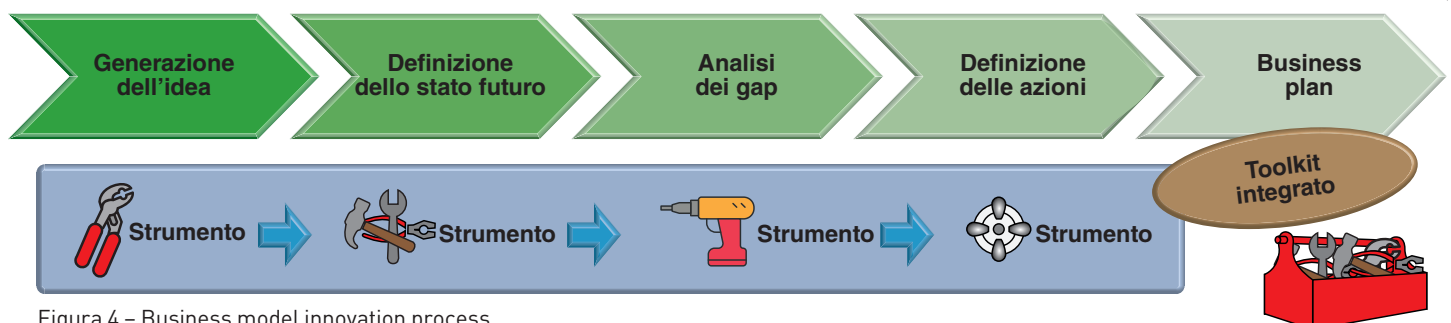 Generazione
dell'idea
Definizione
dello stato futuro
Analisi
dei gap
Definizione
delle azioni
Business
plan
Toolkit
integrato
Strumento
Strumento
Strumento
Strumento
Figura 4 – Business model innovation process